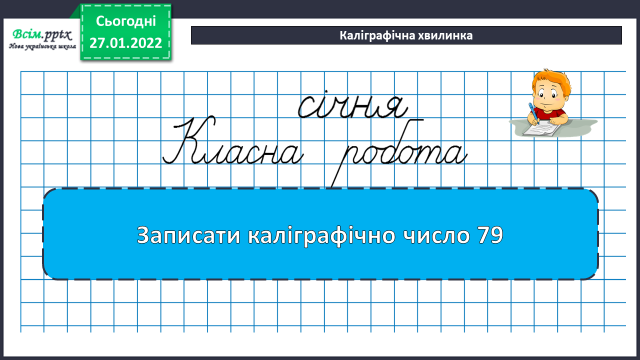 Всім.pptx
Нова українська школа
Сьогодні
27.01.2022
Каліграфічна хвилинка
січня
Класна робота
Записати каліграфічно число 79